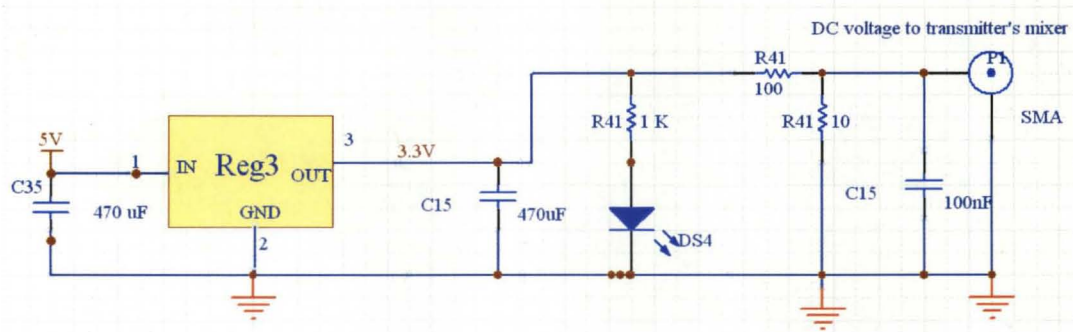 DC voltage to transmitter's mixer
R41
100
P1
5V
1
IN
Reg3
OUT
3
3.3V
R41
1 K
R41
10
SMA
C35
470 uF
GND
2
C15
470uF
DS4
C15
100nF